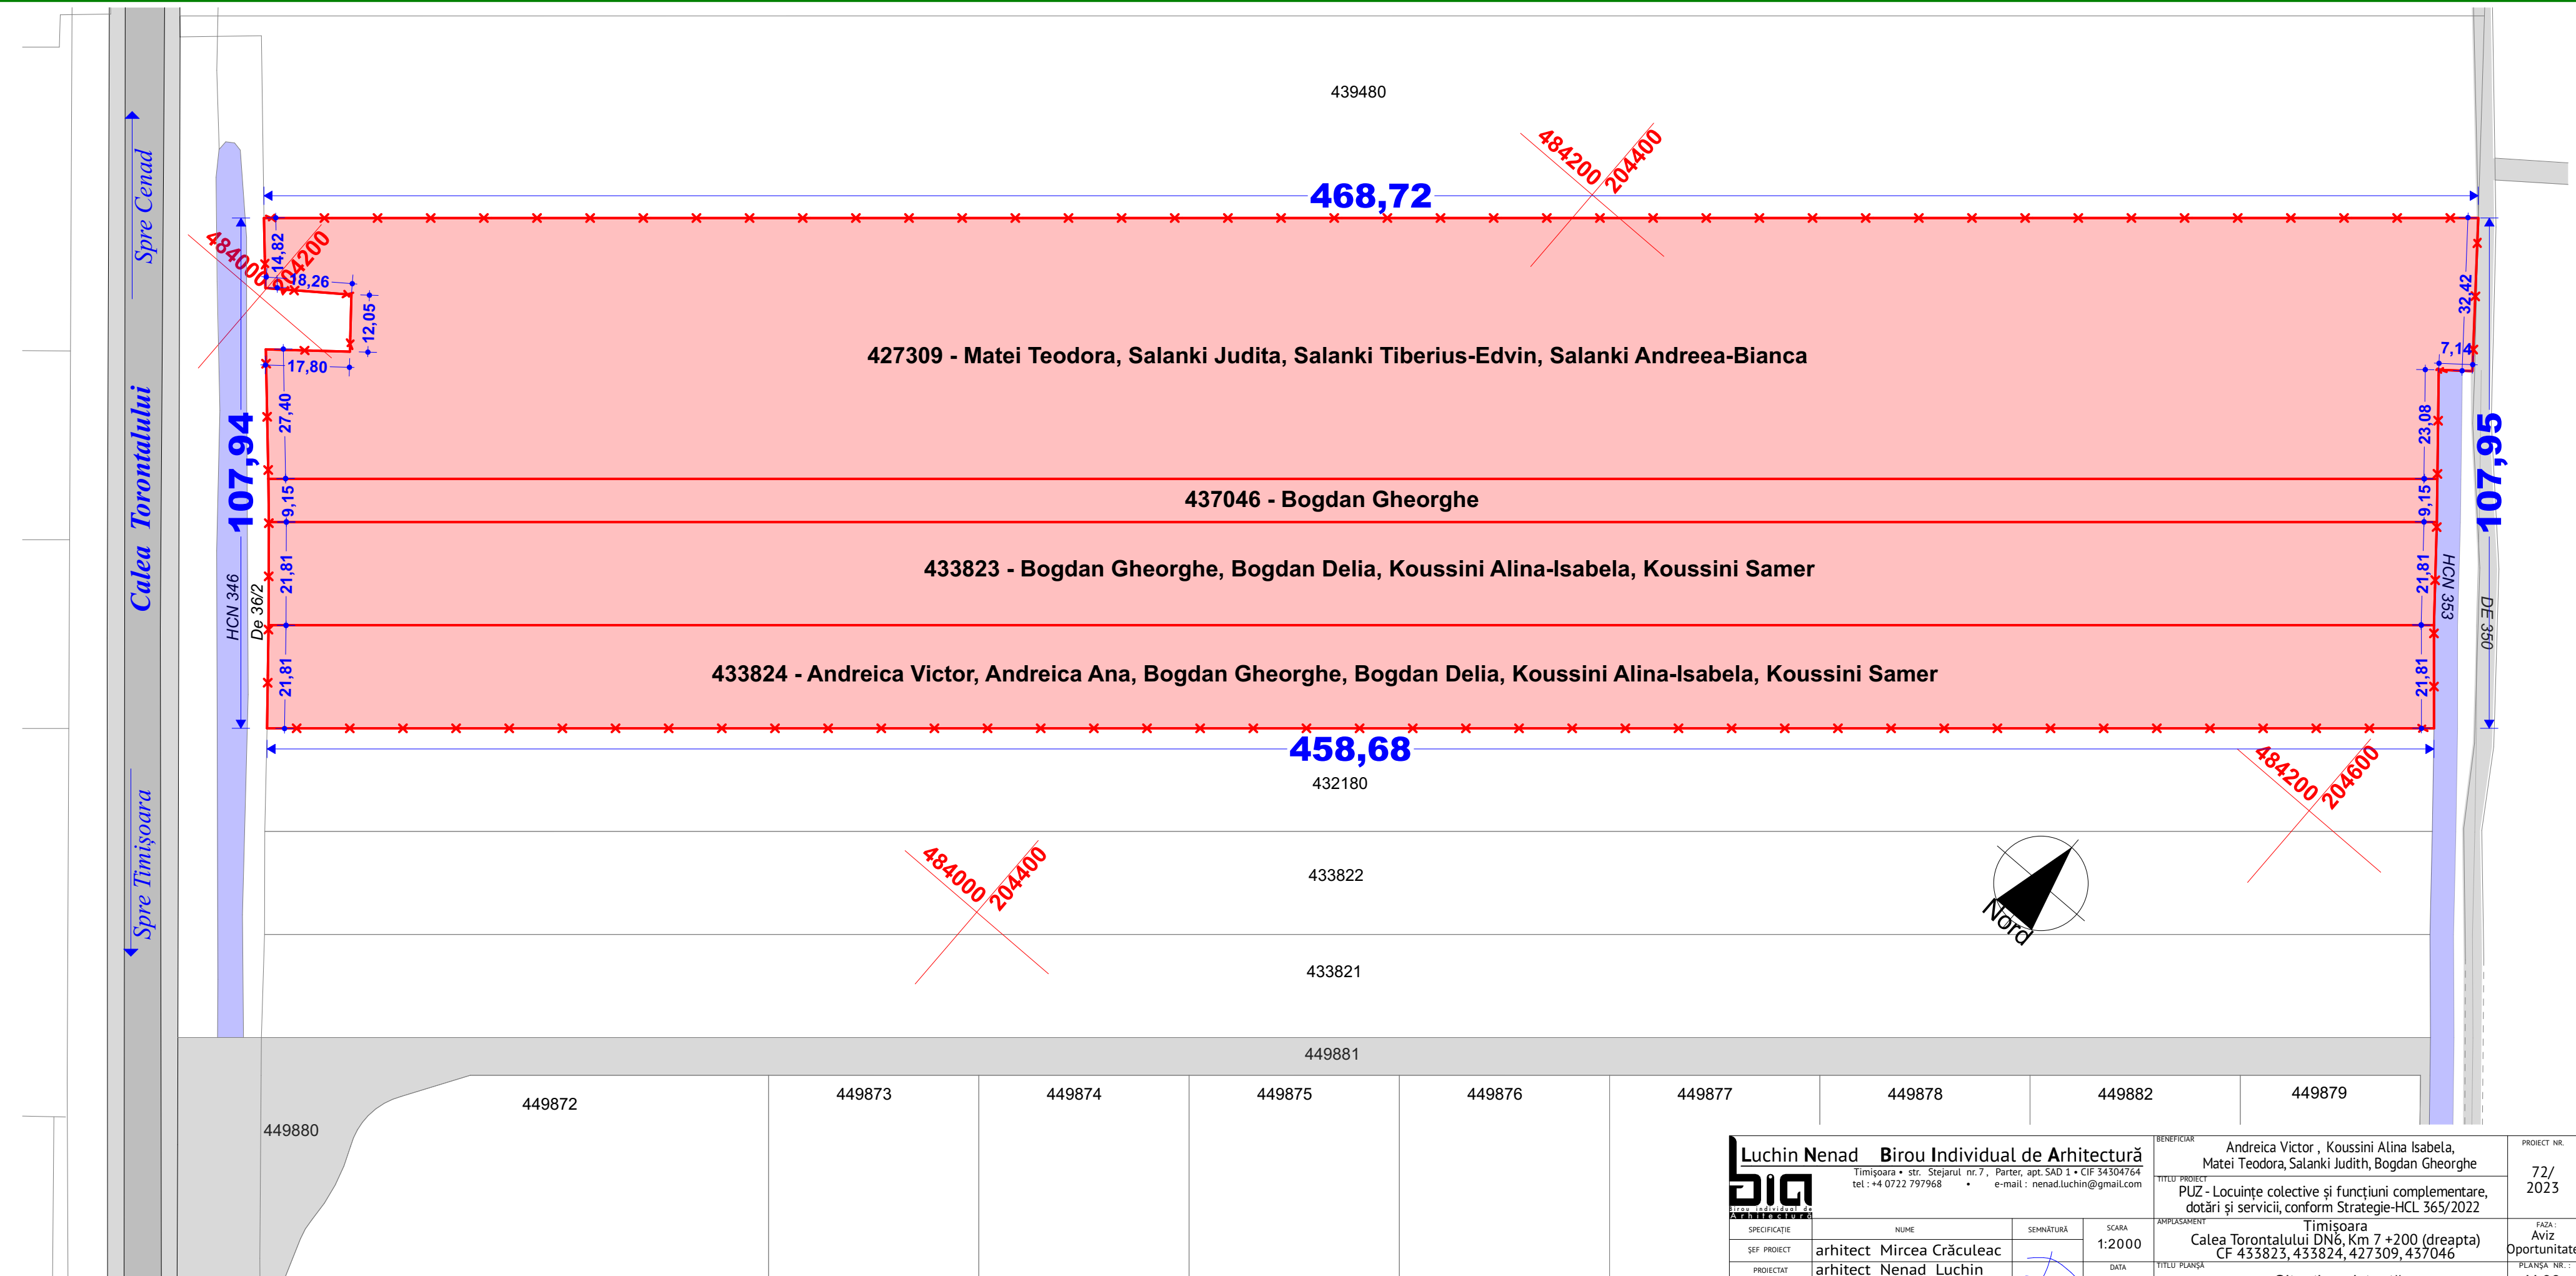 439480
484200
204400
468,72
Spre Cenad
484000
204200
14,82
18,26
12,05
17,80
27,40
107,94
9,15
21,81
21,81
HCN 346
De 36/2
Calea Torontalului
Spre Timișoara
32,42
7,14
23,08
9,15
21,81
21,81
107,95
HCN 353
DE 350
427309 - Matei Teodora, Salanki Judita, Salanki Tiberius-Edvin, Salanki Andreea-Bianca
437046 - Bogdan Gheorghe
433823 - Bogdan Gheorghe, Bogdan Delia, Koussini Alina-Isabela, Koussini Samer
433824 - Andreica Victor, Andreica Ana, Bogdan Gheorghe, Bogdan Delia, Koussini Alina-Isabela, Koussini Samer
458,68
432180
484200
204600
484000
204400
433822
Nord
433821
449881
449872
449873
449874
449875
449876
449877
449878
449882
449879
449880
Luchin Nenad Birou Individual de Arhitectură
Timișoara • str. Stejarul nr. 7 , Parter, apt. SAD 1 • CIF 34304764
tel : +4 0722 797968 • e-mail : nenad.luchin@gmail.com
bia
Birou individual de
Arhitectură
BENEFICIAR
Andreica Victor , Koussini Alina Isabela,
Matei Teodora, Salanki Judith, Bogdan Gheorghe
PROIECT NR.
72/
2023
TITLU PROIECT
PUZ - Locuințe colective și funcțiuni complementare,
dotări și servicii, conform Strategie-HCL 365/2022
SPECIFICAȚIE
NUME
SEMNĂTURĂ
SCARA
1:2000
AMPLASAMENT
Timișoara
Calea Torontalului DN6, Km 7 +200 (dreapta)
CF 433823, 433824, 427309, 437046
FAZA :
Aviz
Oportunitate
ȘEF PROIECT
arhitect Mircea Crăculeac
PROIECTAT
arhitect Nenad Luchin
DATA
TITLU PLANȘĂ
PLANȘA NR. :